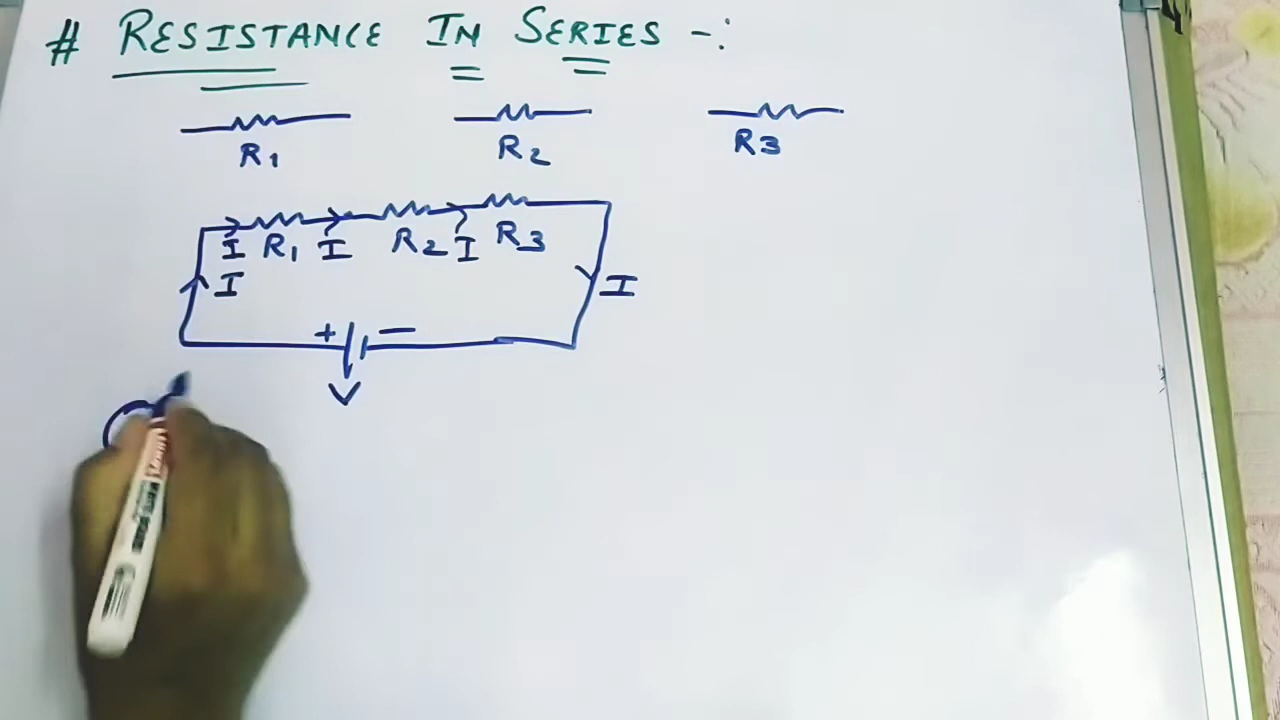 # RESISTANCE IN SERIES -:
R1 R2 R3
I R1 I R2 I R3
I I
+ −
V